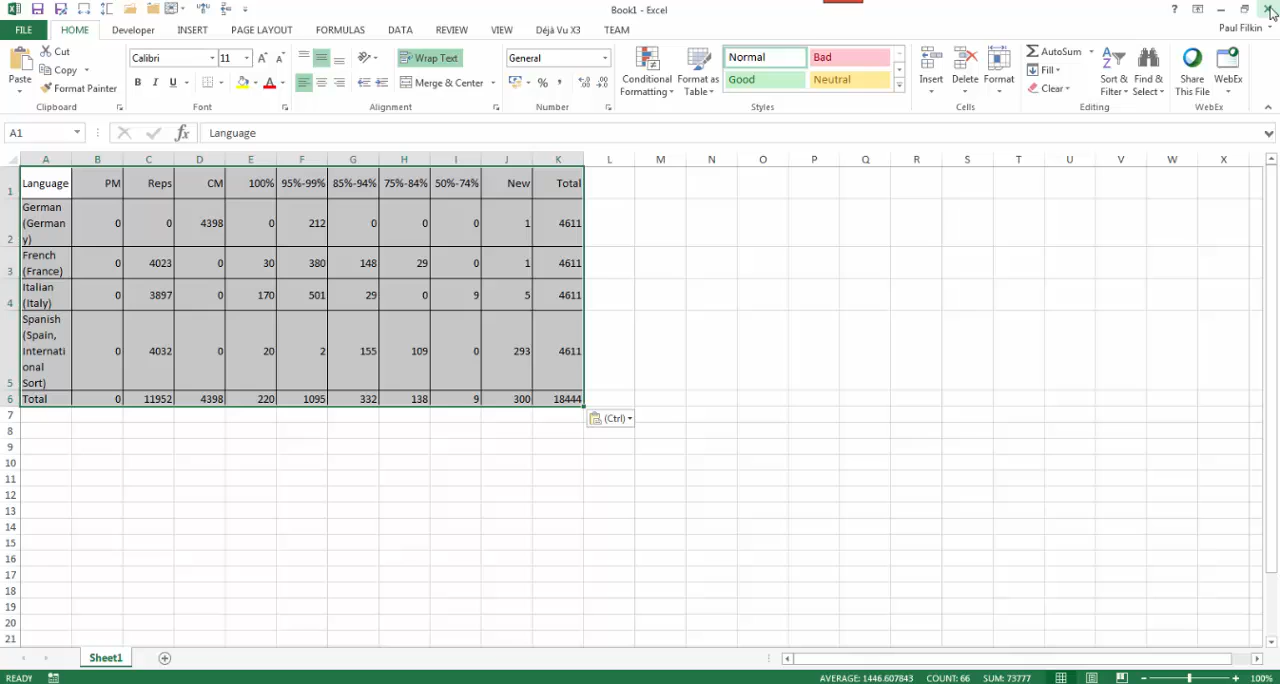 Book1 - Excel
?
FILE HOME Developer INSERT PAGE LAYOUT FORMULAS DATA REVIEW VIEW Déjà Vu X3 TEAM Paul Filkin
Paste
Cut
Copy
Format Painter
Clipboard
Calibri 11
B I U
Font
Wrap Text
Merge & Center
Alignment
General
%
Number
Conditional Formatting
Format as Table
Normal Bad
Good Neutral
Styles
Insert Delete Format
Cells
AutoSum
Fill
Clear
Sort & Filter
Find & Select
Editing
Share This File
WebEx
WebEx
A1 fx Language
A B C D E F G H I J K L M N O P Q R S T U V W X
1 Language PM Reps CM 100% 95%-99% 85%-94% 75%-84% 50%-74% New Total
2 German (German y) 0 0 4398 0 212 0 0 0 1 4611
3 French (France) 0 4023 0 30 380 148 29 0 1 4611
4 Italian (Italy) 0 3897 0 170 501 29 0 9 5 4611
5 Spanish (Spain, Internati onal Sort) 0 4032 0 20 2 155 109 0 293 4611
6 Total 0 11952 4398 220 1095 332 138 9 300 18444
(Ctrl)
7
8
9
10
11
12
13
14
15
16
17
18
19
20
21
Sheet1
READY AVERAGE: 1446.607843 COUNT: 66 SUM: 73777 100%